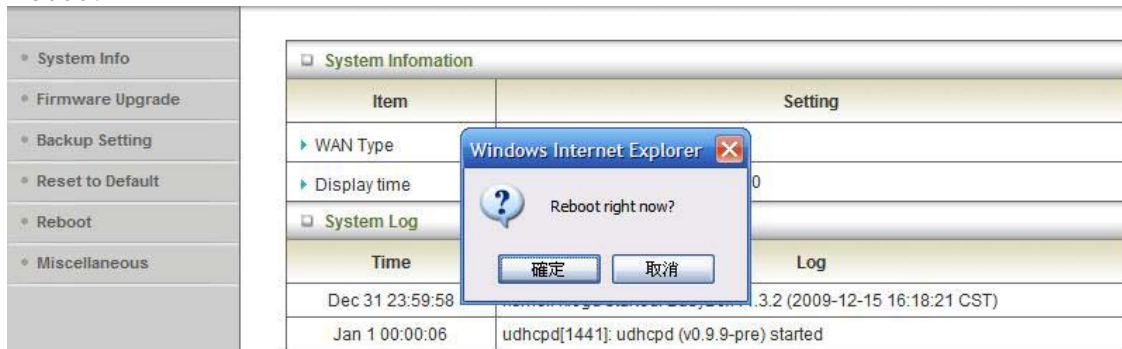 System Info
Firmware Upgrade
Backup Setting
Reset to Default
Reboot
Miscellaneous
System Infomation
Item Setting
WAN Type
Display time 0
System Log
Time Log
Dec 31 23:59:58 3.2 (2009-12-15 16:18:21 CST)
Jan 1 00:00:06 udhcpd[1441]: udhcpd (v0.9.9-pre) started
Windows Internet Explorer
Reboot right now?
確定 取消